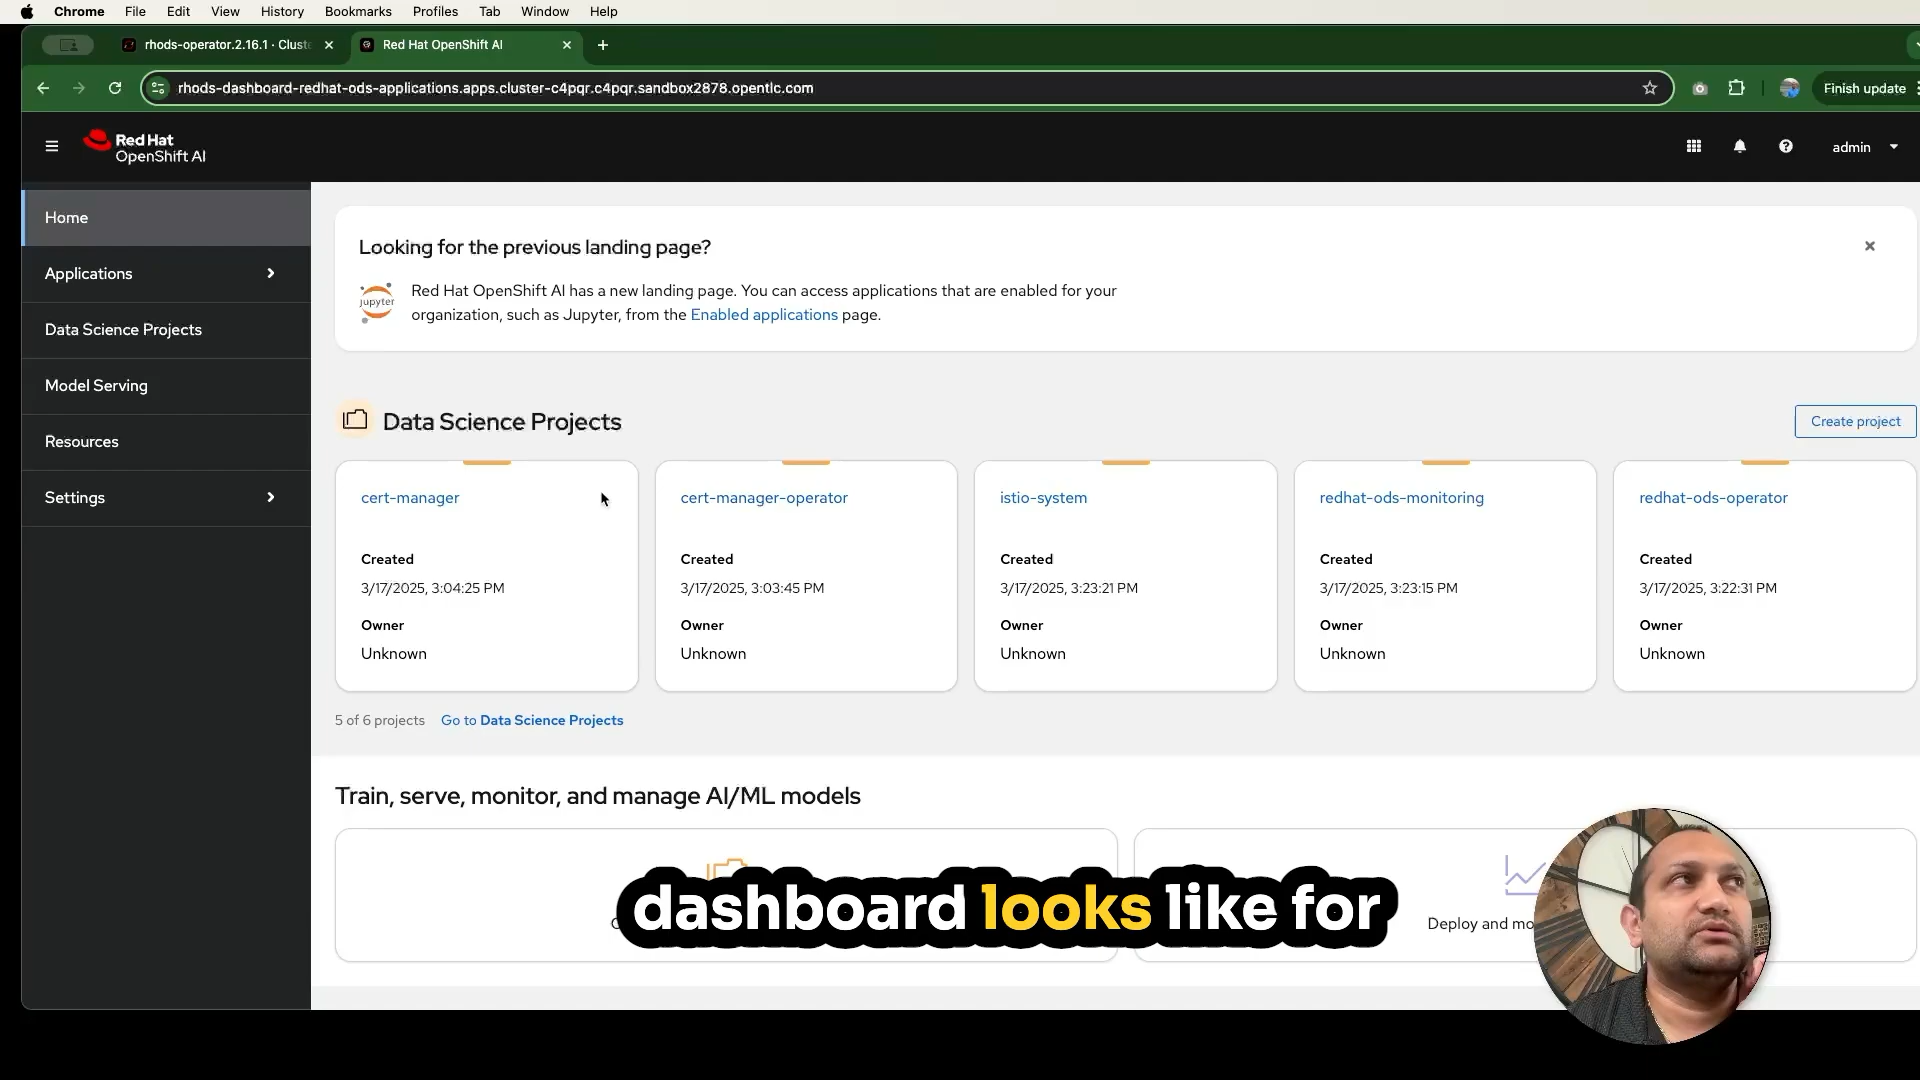 Chrome File Edit View History Bookmarks Profiles Tab Window Help
rhods-operator.2.16.1 · Cluste
Red Hat OpenShift AI
rhods-dashboard-redhat-ods-applications.apps.cluster-c4pqr.c4pqr.sandbox2878.opentlc.com
Finish update
Red Hat
OpenShift AI
admin
Home
Applications
Data Science Projects
Model Serving
Resources
Settings
Looking for the previous landing page?
jupyter
Red Hat OpenShift AI has a new landing page. You can access applications that are enabled for your
organization, such as Jupyter, from the Enabled applications page.
Data Science Projects
Create project
cert-manager
Created
3/17/2025, 3:04:25 PM
Owner
Unknown
cert-manager-operator
Created
3/17/2025, 3:03:45 PM
Owner
Unknown
istio-system
Created
3/17/2025, 3:23:21 PM
Owner
Unknown
redhat-ods-monitoring
Created
3/17/2025, 3:23:15 PM
Owner
Unknown
redhat-ods-operator
Created
3/17/2025, 3:22:31 PM
Owner
Unknown
5 of 6 projects Go to Data Science Projects
Train, serve, monitor, and manage AI/ML models
Deploy and mo
dashboard looks like for